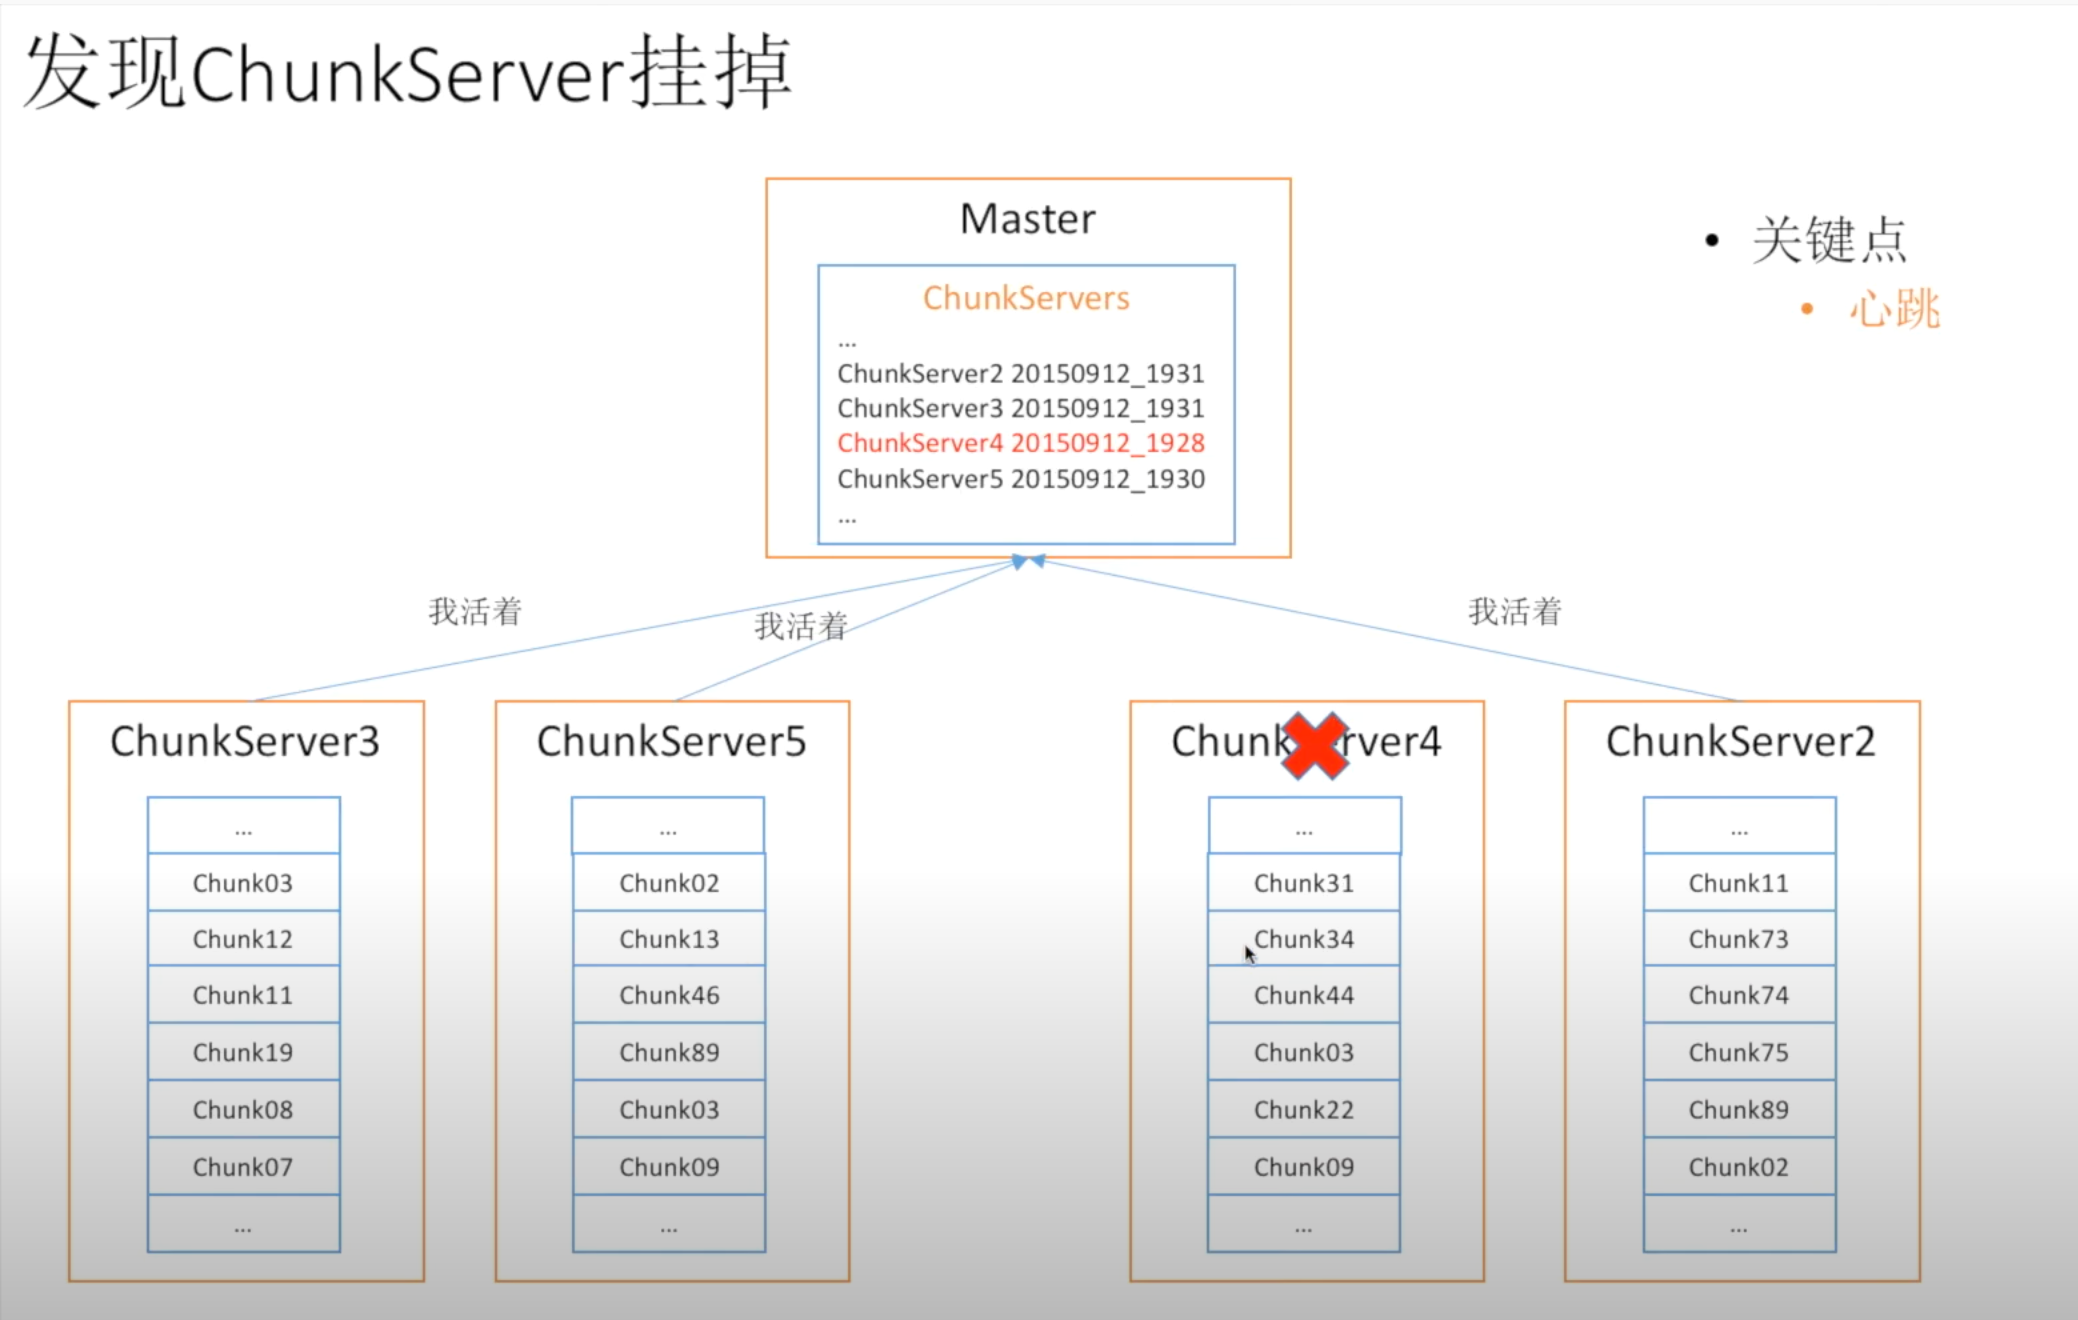 发现ChunkServer挂掉
Master
ChunkServers
...
ChunkServer2 20150912_1931
ChunkServer3 20150912_1931
ChunkServer4 20150912_1928
ChunkServer5 20150912_1930
...
• 关键点
• 心跳
我活着
我活着
我活着
ChunkServer3
...
Chunk03
Chunk12
Chunk11
Chunk19
Chunk08
Chunk07
...
ChunkServer5
...
Chunk02
Chunk13
Chunk46
Chunk89
Chunk03
Chunk09
...
Chunk rver4
...
Chunk31
Chunk34
Chunk44
Chunk03
Chunk22
Chunk09
...
ChunkServer2
...
Chunk11
Chunk73
Chunk74
Chunk75
Chunk89
Chunk02
...